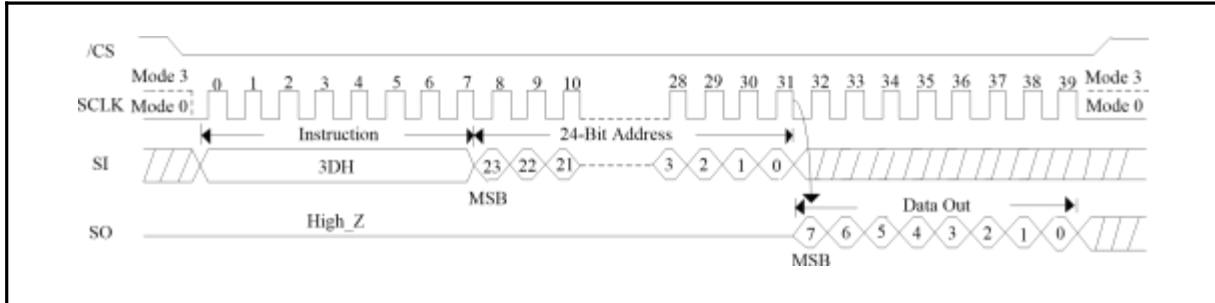 /CS
Mode 3 0 1 2 3 4 5 6 7 8 9 10 28 29 30 31 32 33 34 35 36 37 38 39 Mode 3
SCLK Mode 0 Mode 0
Instruction 24-Bit Address
SI 3DH 23 22 21 3 2 1 0
MSB Data Out
High_Z
SO 7 6 5 4 3 2 1 0
MSB